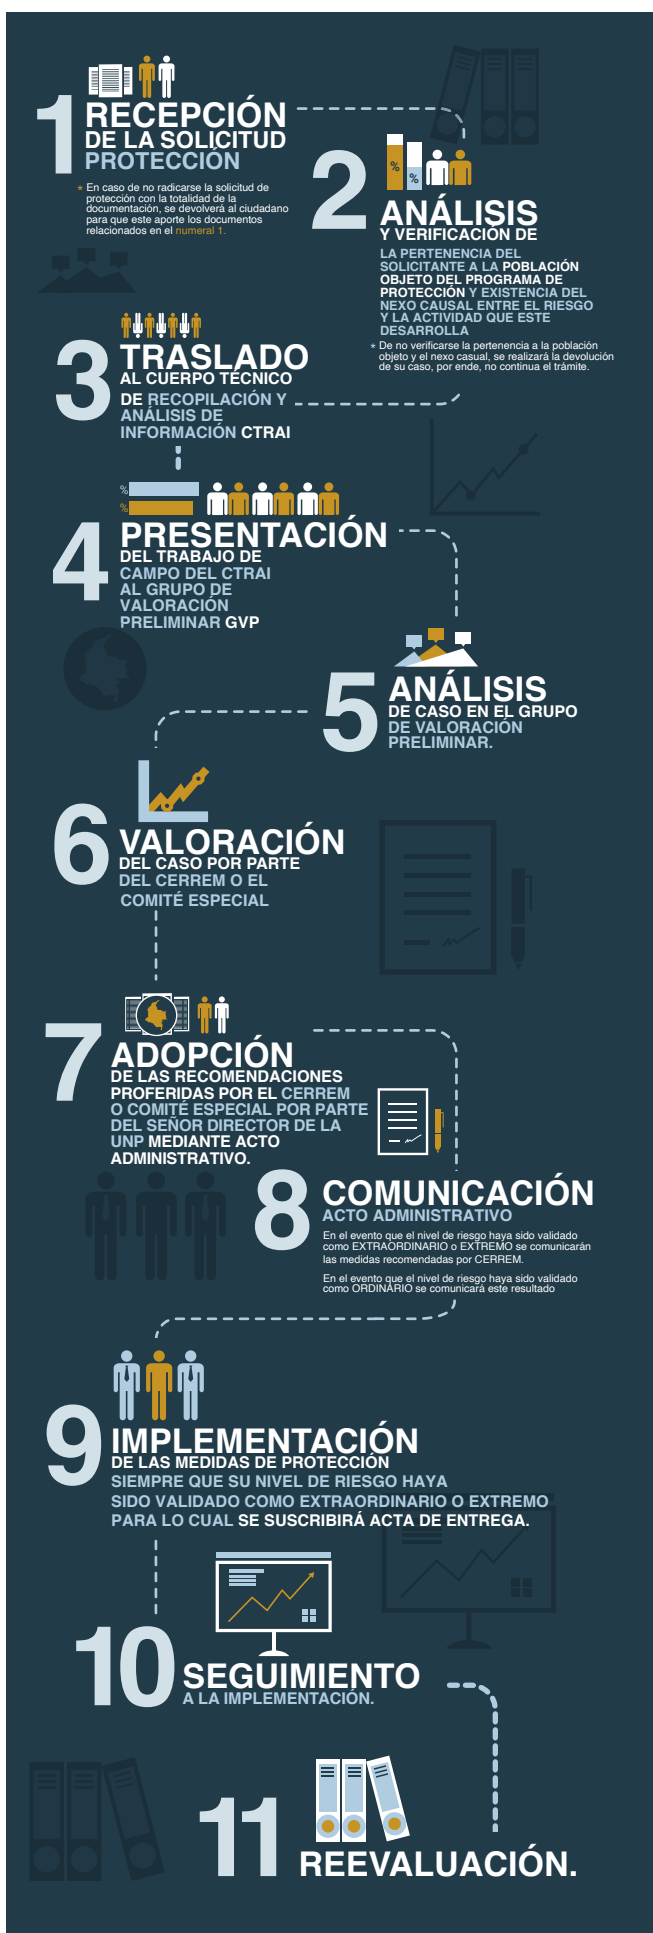 1
RECEPCIÓN
DE LA SOLICITUD
PROTECCIÓN
* En caso de no radicarse la solicitud de
protección con la totalidad de la
documentación, se devolverá al ciudadano
para que este aporte los documentos
relacionados en el numeral 1.
% %
2
ANÁLISIS
Y VERIFICACIÓN DE
LA PERTENENCIA DEL
SOLICITANTE A LA POBLACIÓN
OBJETO DEL PROGRAMA DE
PROTECCIÓN Y EXISTENCIA DEL
NEXO CAUSAL ENTRE EL RIESGO
Y LA ACTIVIDAD QUE ESTE
DESARROLLA
* De no verificarse la pertenencia a la población
objeto y el nexo casual, se realizará la devolución
de su caso, por ende, no continua el trámite.
3
TRASLADO
AL CUERPO TÉCNICO
DE RECOPILACIÓN Y
ANÁLISIS DE
INFORMACIÓN CTRAI
%
%
4
PRESENTACIÓN
DEL TRABAJO DE
CAMPO DEL CTRAI
AL GRUPO DE
VALORACIÓN
PRELIMINAR GVP
5
ANÁLISIS
DE CASO EN EL GRUPO
DE VALORACIÓN
PRELIMINAR.
6
VALORACIÓN
DEL CASO POR PARTE
DEL CERREM O EL
COMITÉ ESPECIAL
7
ADOPCIÓN
DE LAS RECOMENDACIONES
PROFERIDAS POR EL CERREM
O COMITÉ ESPECIAL POR PARTE
DEL SEÑOR DIRECTOR DE LA
UNP MEDIANTE ACTO
ADMINISTRATIVO.
8
COMUNICACIÓN
ACTO ADMINISTRATIVO
En el evento que el nivel de riesgo haya sido validado
como EXTRAORDINARIO o EXTREMO se comunicarán
las medidas recomendadas por CERREM.
En el evento que el nivel de riesgo haya sido validado
como ORDINARIO se comunicará este resultado
9
IMPLEMENTACIÓN
DE LAS MEDIDAS DE PROTECCIÓN
SIEMPRE QUE SU NIVEL DE RIESGO HAYA
SIDO VALIDADO COMO EXTRAORDINARIO O EXTREMO
PARA LO CUAL SE SUSCRIBIRÁ ACTA DE ENTREGA.
10
SEGUIMIENTO
A LA IMPLEMENTACIÓN.
11
REEVALUACIÓN.